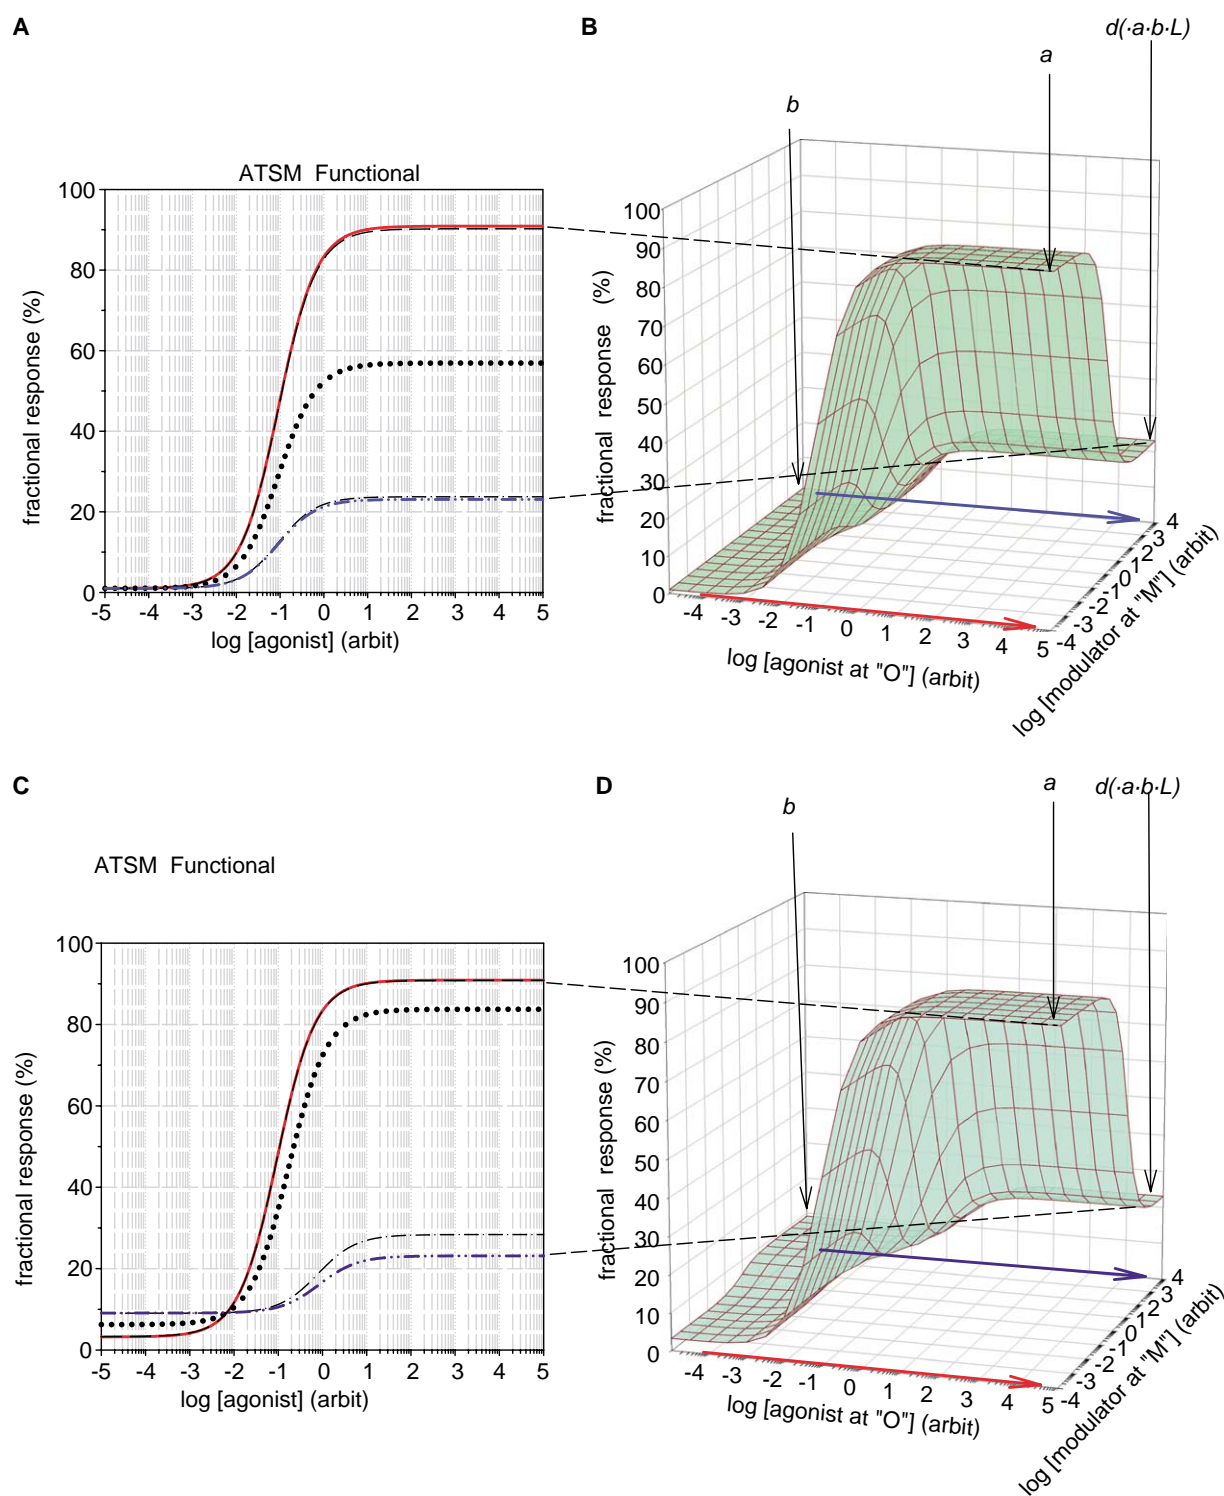 A
ATSM Functional
fractional response (%)
100
80
60
40
20
0
-5 -4 -3 -2 -1 0 1 2 3 4 5
log [agonist] (arbit)
B
b
a
d(·a·b·L)
fractional response (%)
100
90
80
70
60
50
40
30
20
10
0
-4 -3 -2 -1 0 1 2 3 4 5
log [agonist at "O"] (arbit)
-4 -3 -2 -1 0 1 2 3 4
log [modulator at "M"] (arbit)
C
ATSM Functional
fractional response (%)
100
80
60
40
20
0
-5 -4 -3 -2 -1 0 1 2 3 4 5
log [agonist] (arbit)
D
b
a
d(·a·b·L)
fractional response (%)
100
90
80
70
60
50
40
30
20
10
0
-4 -3 -2 -1 0 1 2 3 4 5
log [agonist at "O"] (arbit)
-4 -3 -2 -1 0 1 2 3 4
log [modulator at "M"] (arbit)